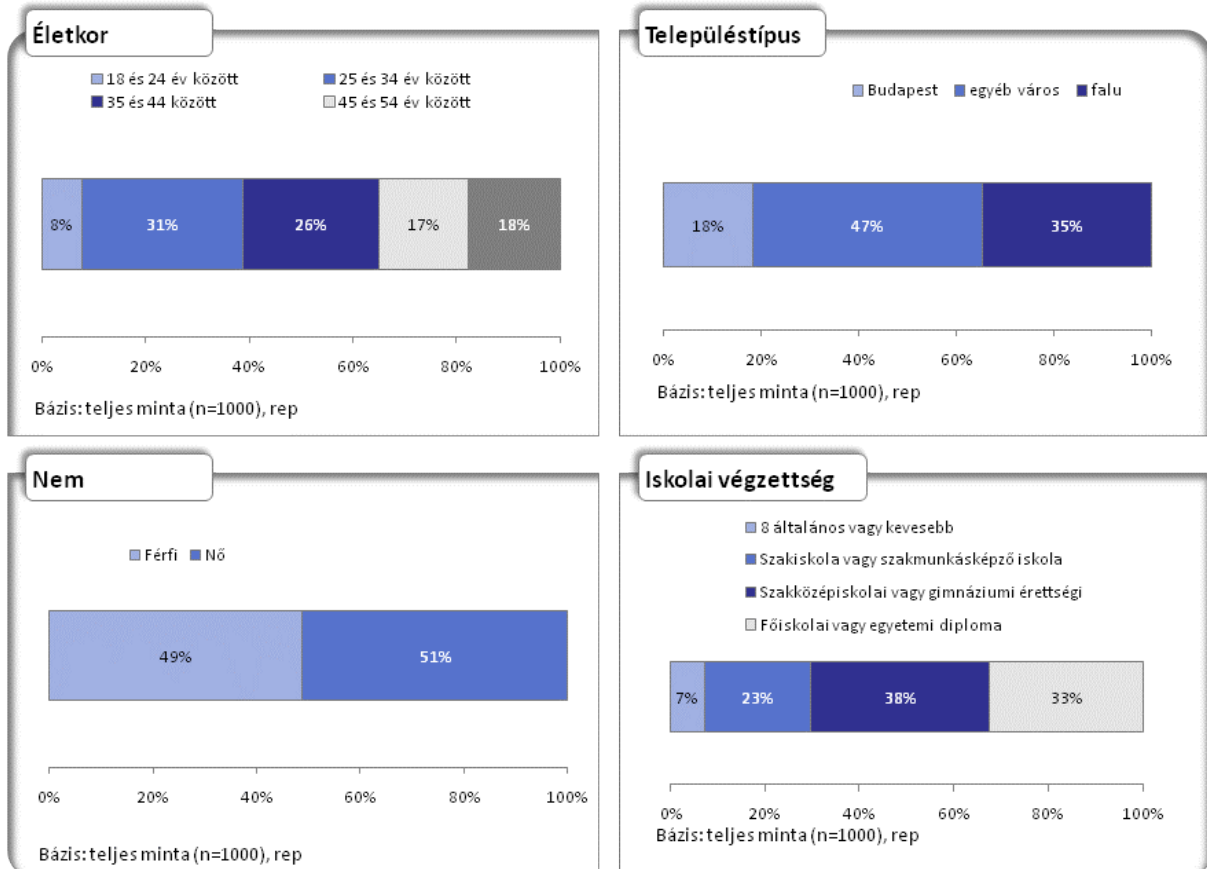 Életkor
18 és 24 év között
25 és 34 év között
35 és 44 között
45 és 54 év között
8%
31%
26%
17%
18%
0%
20%
40%
60%
80%
100%
Bázis: teljes minta (n=1000), rep
Településtípus
Budapest
egyéb város
falu
18%
47%
35%
0%
20%
40%
60%
80%
100%
Bázis: teljes minta (n=1000), rep
Nem
Férfi
Nő
49%
51%
0%
20%
40%
60%
80%
100%
Bázis: teljes minta (n=1000), rep
Iskolai végzettség
8 általános vagy kevesebb
Szakiskola vagy szakmunkásképző iskola
Szakközépiskolai vagy gimnáziumi érettségi
Főiskolai vagy egyetemi diploma
7%
23%
38%
33%
0%
20%
40%
60%
80%
100%
Bázis: teljes minta (n=1000), rep